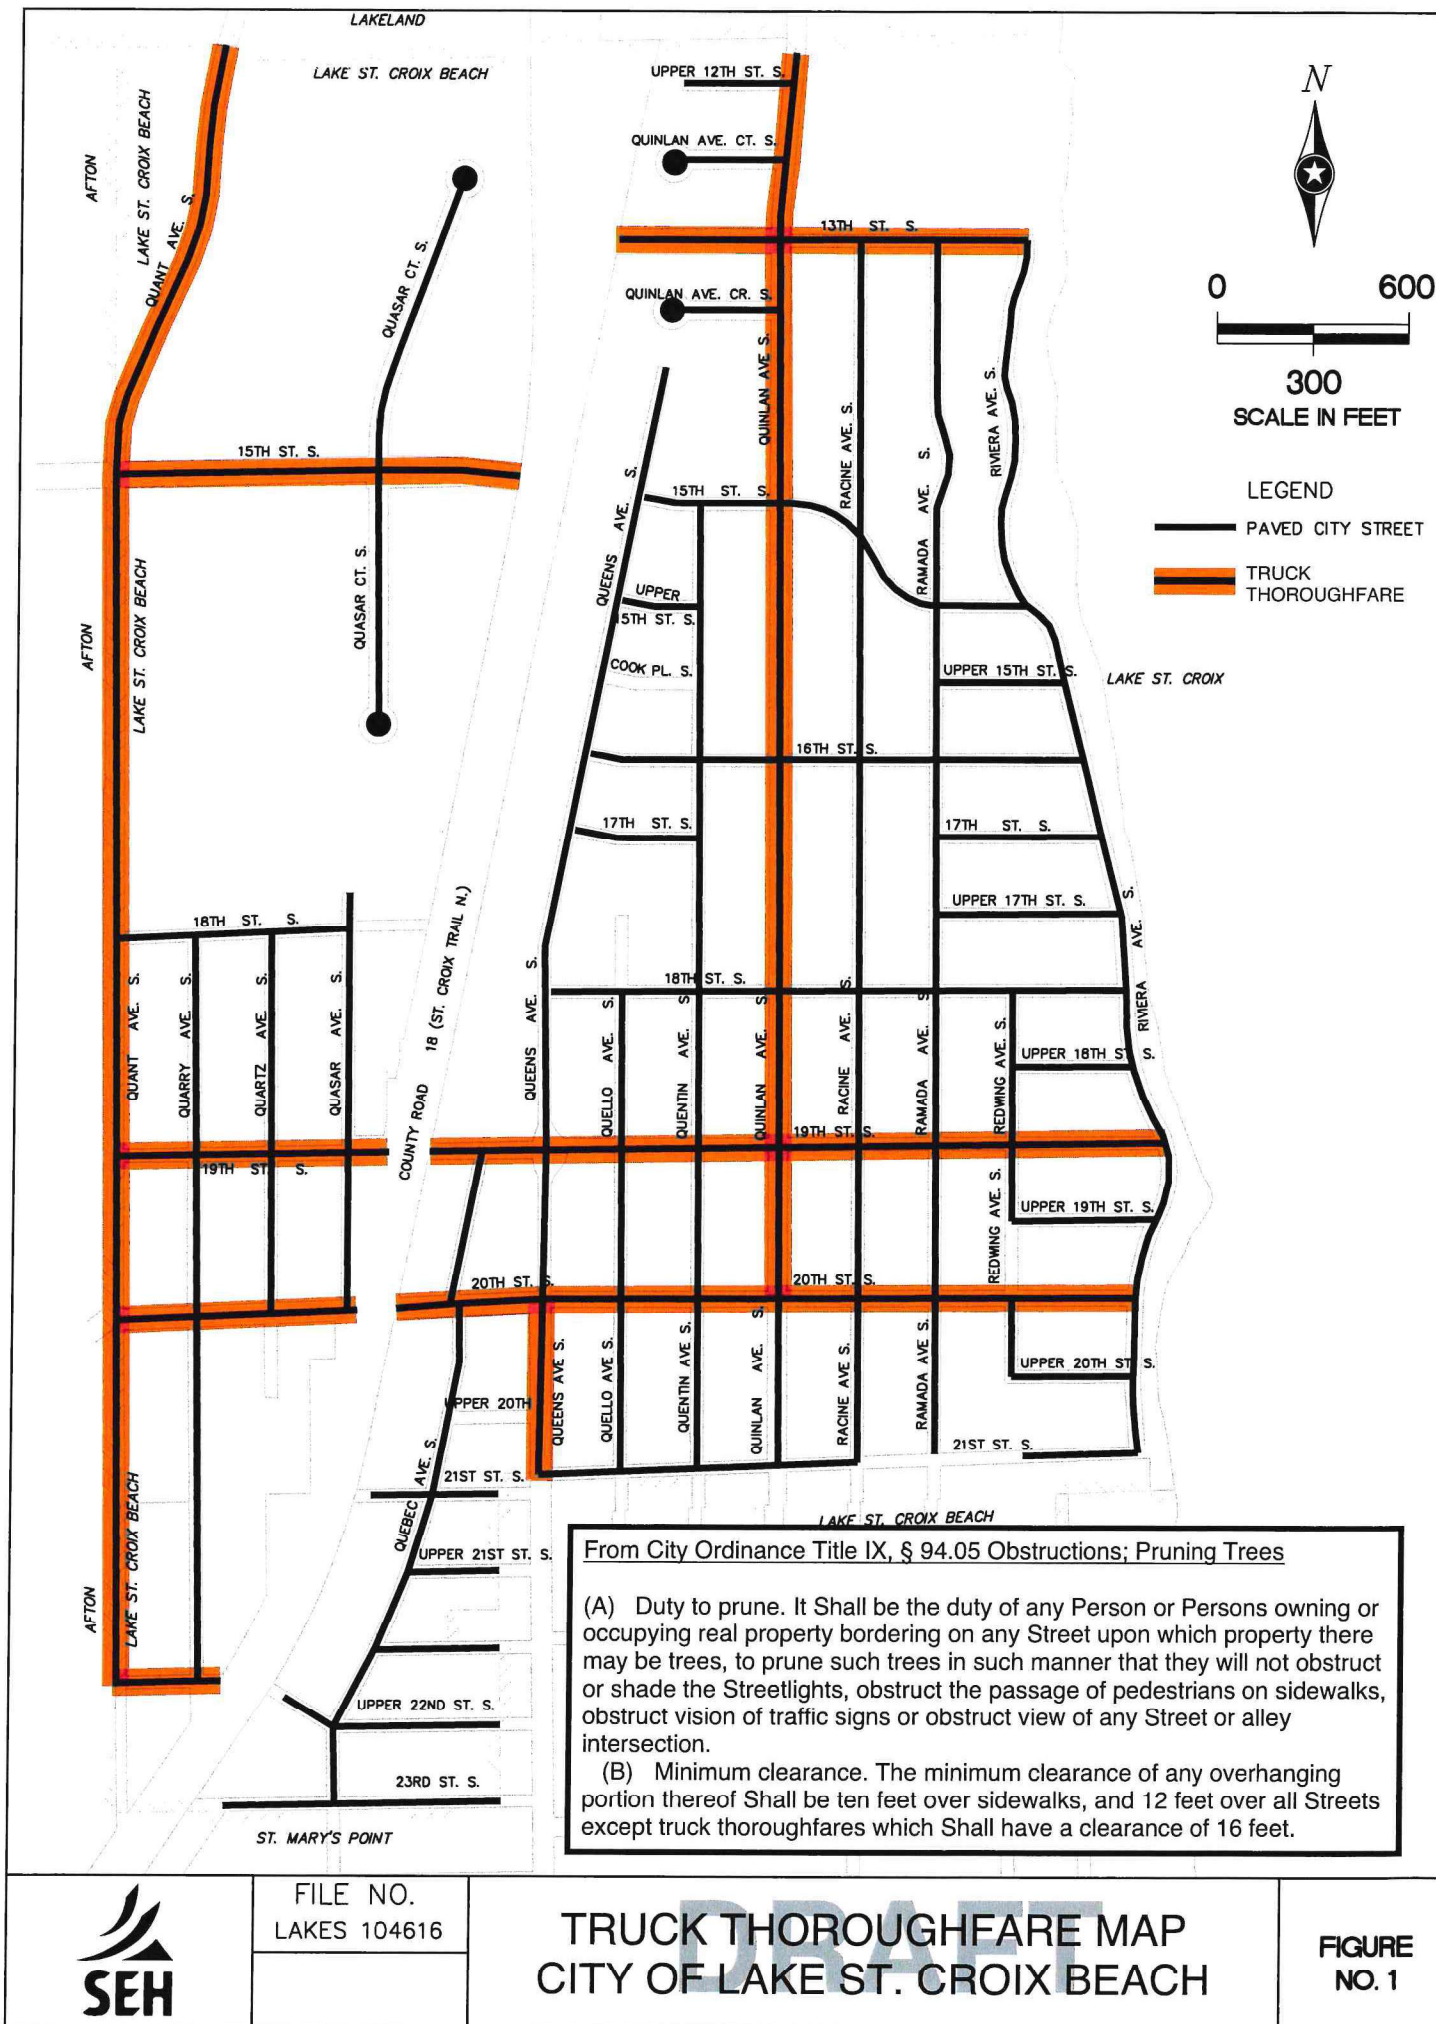 LAKELAND
LAKE ST. CROIX BEACH
UPPER 12TH ST. S.
N
AFTON
LAKE ST. CROIX BEACH
QUINLAN AVE. CT. S.
QUANT AVE. S.
13TH ST. S.
QUASAR CT. S.
QUINLAN AVE. CR. S.
0 600
300
SCALE IN FEET
QUINLAN AVE S.
RACINE AVE. S.
RIVIERA AVE. S.
15TH ST. S.
15TH ST. S.
QUEENS AVE. S.
RAMADA AVE. S.
LEGEND
PAVED CITY STREET
TRUCK
THOROUGHFARE
QUASAR CT. S.
UPPER
15TH ST. S.
AFTON
LAKE ST. CROIX BEACH
COOK PL. S.
UPPER 15TH ST. S.
LAKE ST. CROIX
16TH ST. S.
17TH ST. S.
17TH ST. S.
UPPER 17TH ST. S.
18TH ST. S.
COUNTY ROAD 18 (ST. CROIX TRAIL N.)
18TH ST. S.
RIVIERA AVE. S.
QUANT AVE. S.
QUARRY AVE. S.
QUARTZ AVE. S.
QUASAR AVE. S.
QUEENS AVE. S.
QUELLO AVE. S.
QUENTIN AVE. S.
QUINLAN AVE. S.
RACINE AVE. S.
RAMADA AVE. S.
REDWING AVE. S.
UPPER 18TH ST. S.
19TH ST. S.
19TH ST. S.
REDWING AVE. S.
UPPER 19TH ST. S.
20TH ST. S.
20TH ST. S.
UPPER 20TH
QUEENS AVE S.
QUELLO AVE S.
QUENTIN AVE S.
QUINLAN AVE. S.
RACINE AVE S.
RAMADA AVE S.
UPPER 20TH ST. S.
21ST ST. S.
21ST ST. S.
QUEBEC AVE. S.
LAKE ST. CROIX BEACH
AFTON
LAKE ST. CROIX BEACH
UPPER 21ST ST. S.
UPPER 22ND ST. S.
23RD ST. S.
ST. MARY'S POINT
From City Ordinance Title IX, § 94.05 Obstructions; Pruning Trees
(A) Duty to prune. It Shall be the duty of any Person or Persons owning or
occupying real property bordering on any Street upon which property there
may be trees, to prune such trees in such manner that they will not obstruct
or shade the Streetlights, obstruct the passage of pedestrians on sidewalks,
obstruct vision of traffic signs or obstruct view of any Street or alley
intersection.
(B) Minimum clearance. The minimum clearance of any overhanging
portion thereof Shall be ten feet over sidewalks, and 12 feet over all Streets
except truck thoroughfares which Shall have a clearance of 16 feet.
SEH
FILE NO.
LAKES 104616
DRAFT
TRUCK THOROUGHFARE MAP
CITY OF LAKE ST. CROIX BEACH
FIGURE
NO. 1